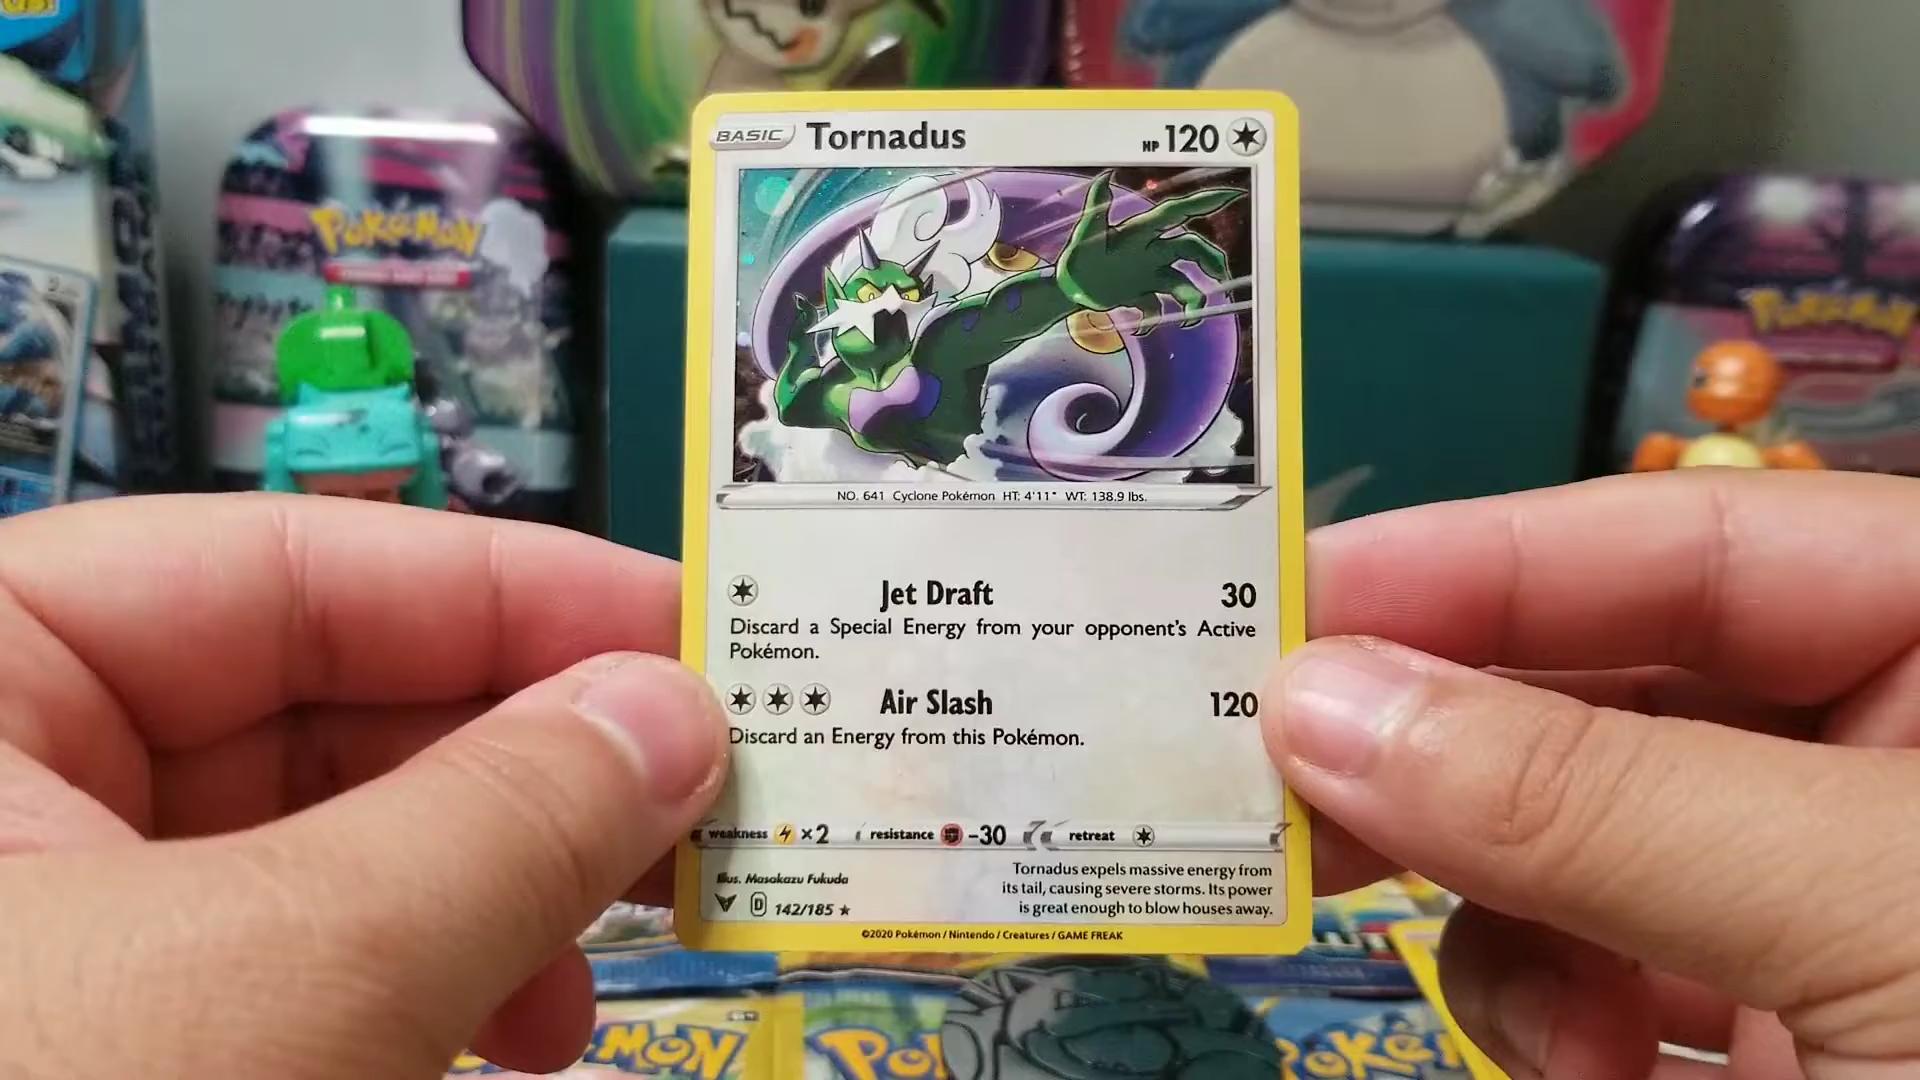 BASIC Tornadus HP 120
NO. 641 Cyclone Pokémon HT: 4'11" WT: 138.9 lbs.
Jet Draft 30
Discard a Special Energy from your opponent's Active
Pokémon.
Air Slash 120
Discard an Energy from this Pokémon.
weakness ×2 resistance -30 retreat
Illus. Masakazu Fukuda
Tornadus expels massive energy from
its tail, causing severe storms. Its power
is great enough to blow houses away.
D 142/185
©2020 Pokémon / Nintendo / Creatures / GAME FREAK
POKéMON
POKéMON